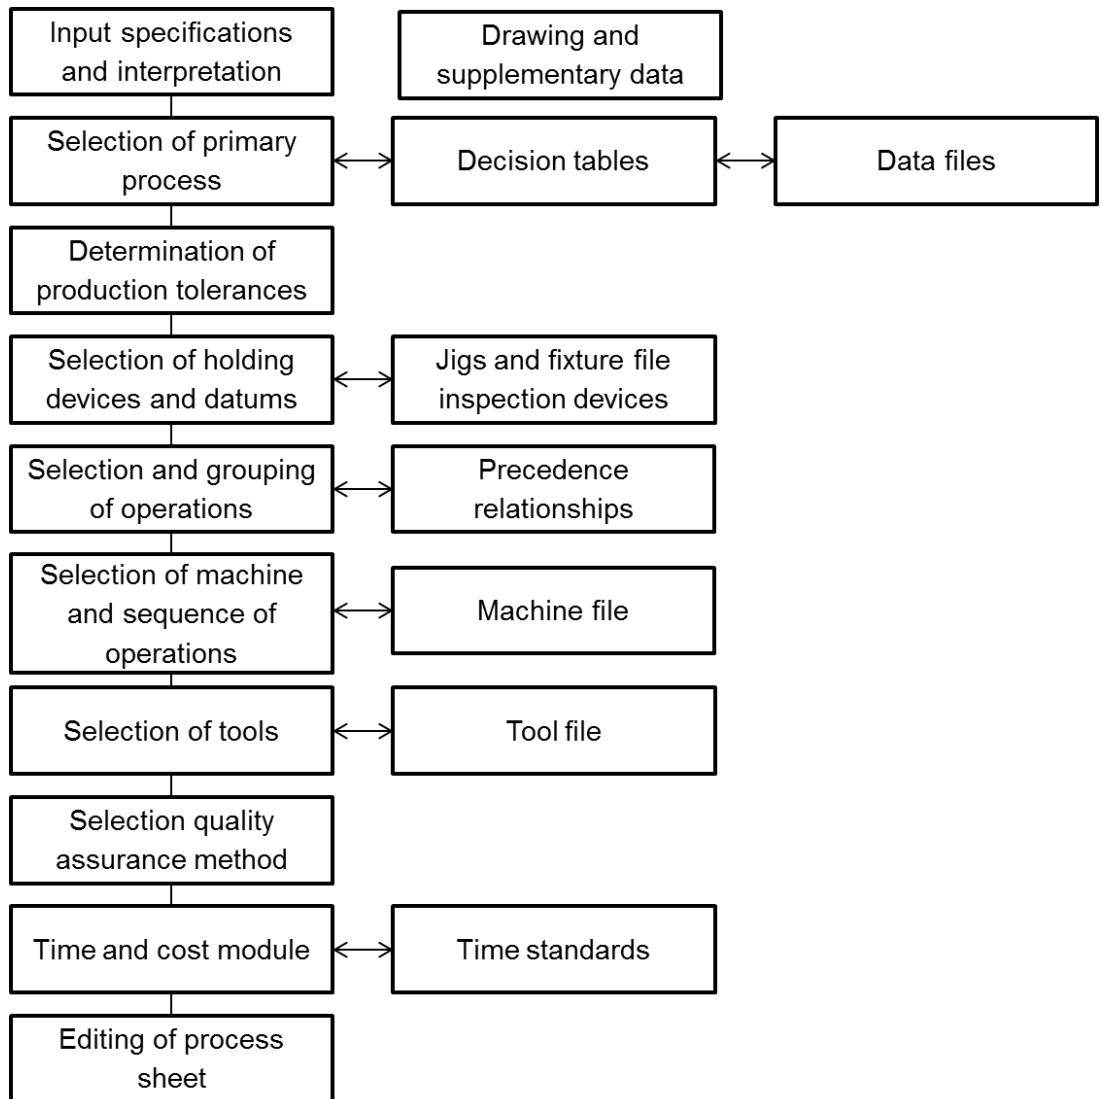 Input specifications
and interpretation
Drawing and
supplementary data
Selection of primary
process
Decision tables
Data files
Determination of
production tolerances
Selection of holding
devices and datums
Jigs and fixture file
inspection devices
Selection and grouping
of operations
Precedence
relationships
Selection of machine
and sequence of
operations
Machine file
Selection of tools
Tool file
Selection quality
assurance method
Time and cost module
Time standards
Editing of process
sheet